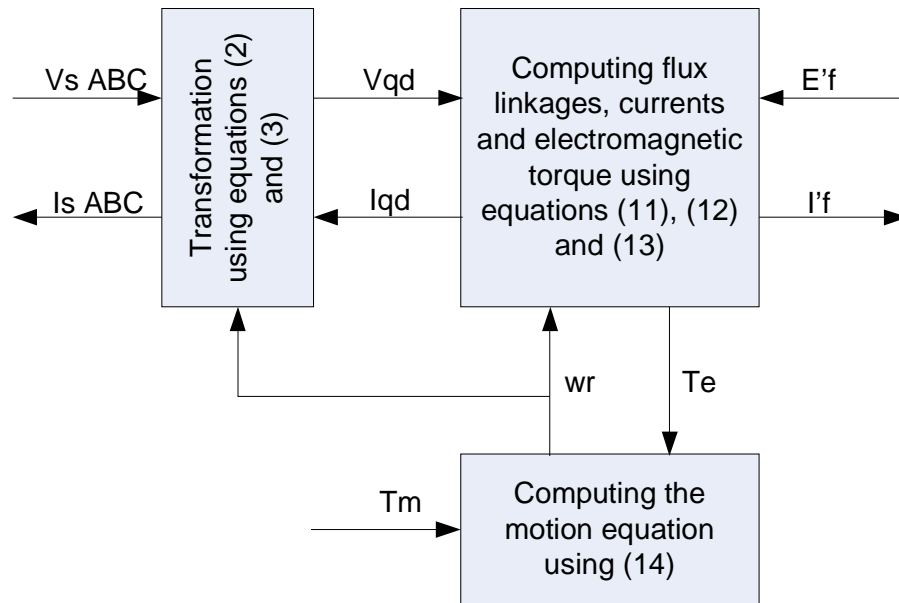 Vs ABC
Is ABC
Transformation
using equations (2)
and (3)
Vqd
Iqd
Computing flux
linkages, currents
and electromagnetic
torque using
equations (11), (12)
and (13)
E'f
I'f
wr
Te
Tm
Computing the
motion equation
using (14)